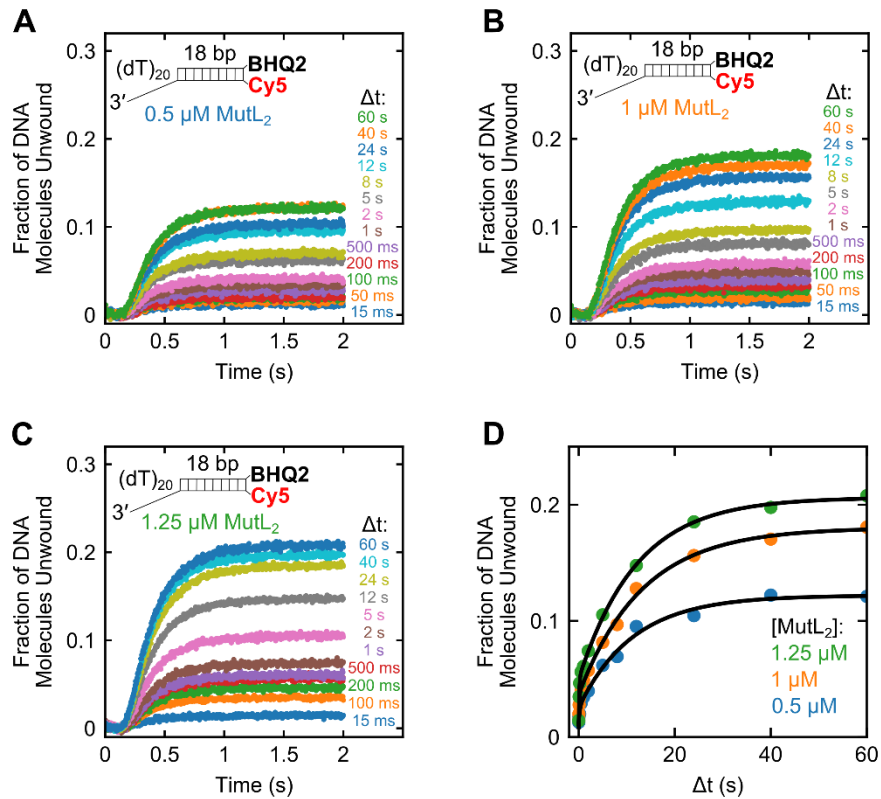 A
0.3
0.2
0.1
0
Fraction of DNA
Molecules Unwound
18 bp
(dT)20
BHQ2
Cy5
3′
0.5 µM MutL2
Δt:
60 s
40 s
24 s
12 s
8 s
5 s
2 s
1 s
500 ms
200 ms
100 ms
50 ms
15 ms
0 0.5 1 1.5 2
Time (s)
B
0.3
0.2
0.1
0
Fraction of DNA
Molecules Unwound
18 bp
(dT)20
BHQ2
Cy5
3′
1 µM MutL2
Δt:
60 s
40 s
24 s
12 s
8 s
5 s
2 s
1 s
500 ms
200 ms
100 ms
50 ms
15 ms
0 0.5 1 1.5 2
Time (s)
C
0.3
0.2
0.1
0
Fraction of DNA
Molecules Unwound
18 bp
(dT)20
BHQ2
Cy5
3′
1.25 µM MutL2
Δt:
60 s
40 s
24 s
12 s
5 s
2 s
1 s
500 ms
200 ms
100 ms
15 ms
0 0.5 1 1.5 2
Time (s)
D
0.2
0.1
0
Fraction of DNA
Molecules Unwound
[MutL2]:
1.25 µM
1 µM
0.5 µM
0 20 40 60
Δt (s)